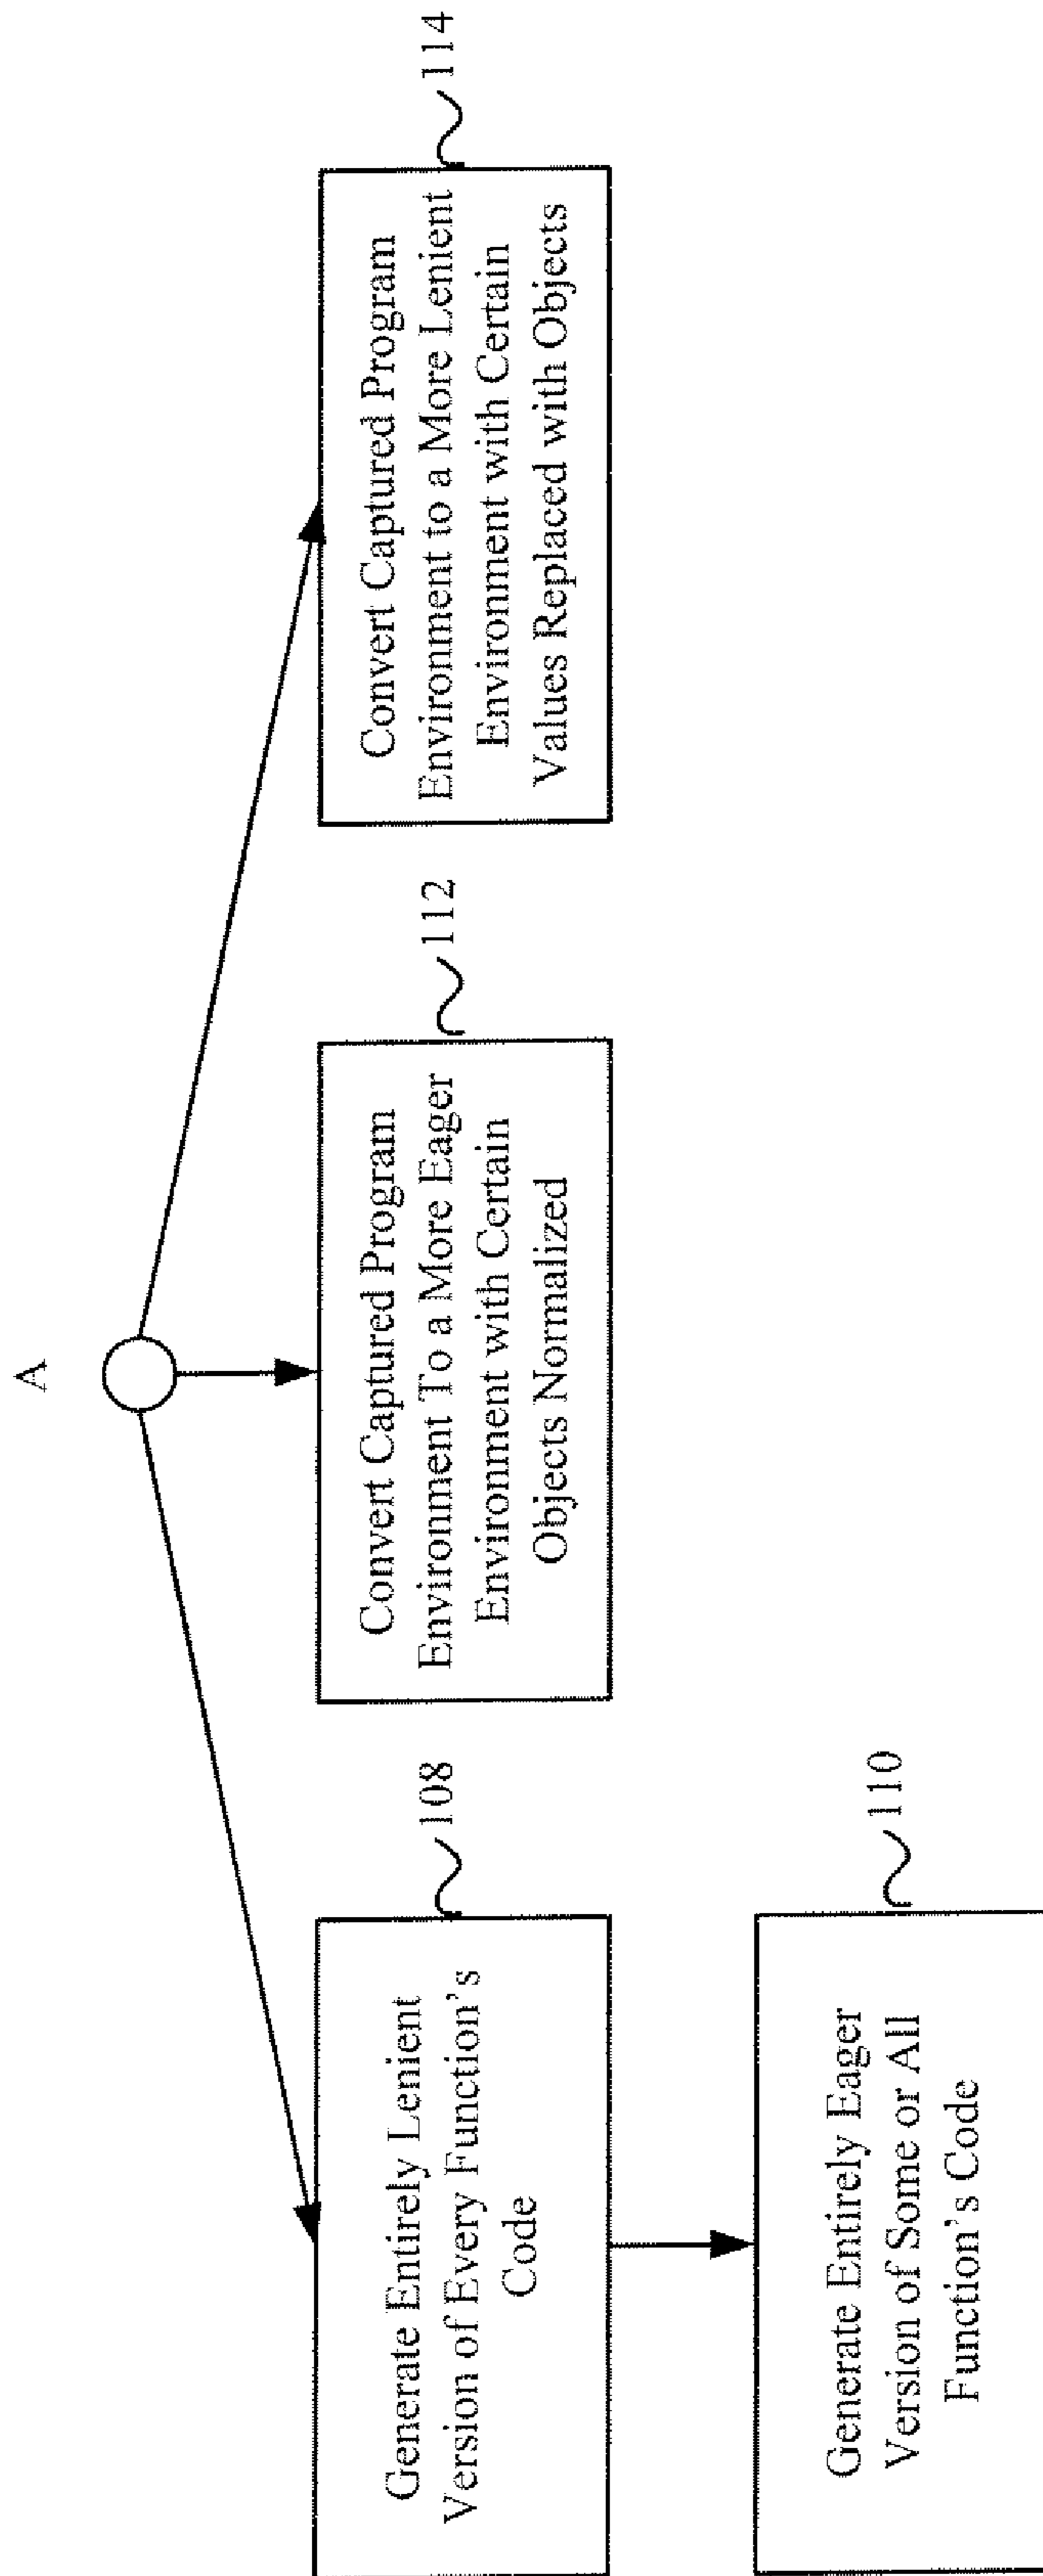 A
Generate Entirely Lenient
Version of Every Function's
Code
108
Generate Entirely Eager
Version of Some or All
Function's Code
110
Convert Captured Program
Environment To a More Eager
Environment with Certain
Objects Normalized
112
Convert Captured Program
Environment to a More Lenient
Environment with Certain
Values Replaced with Objects
114